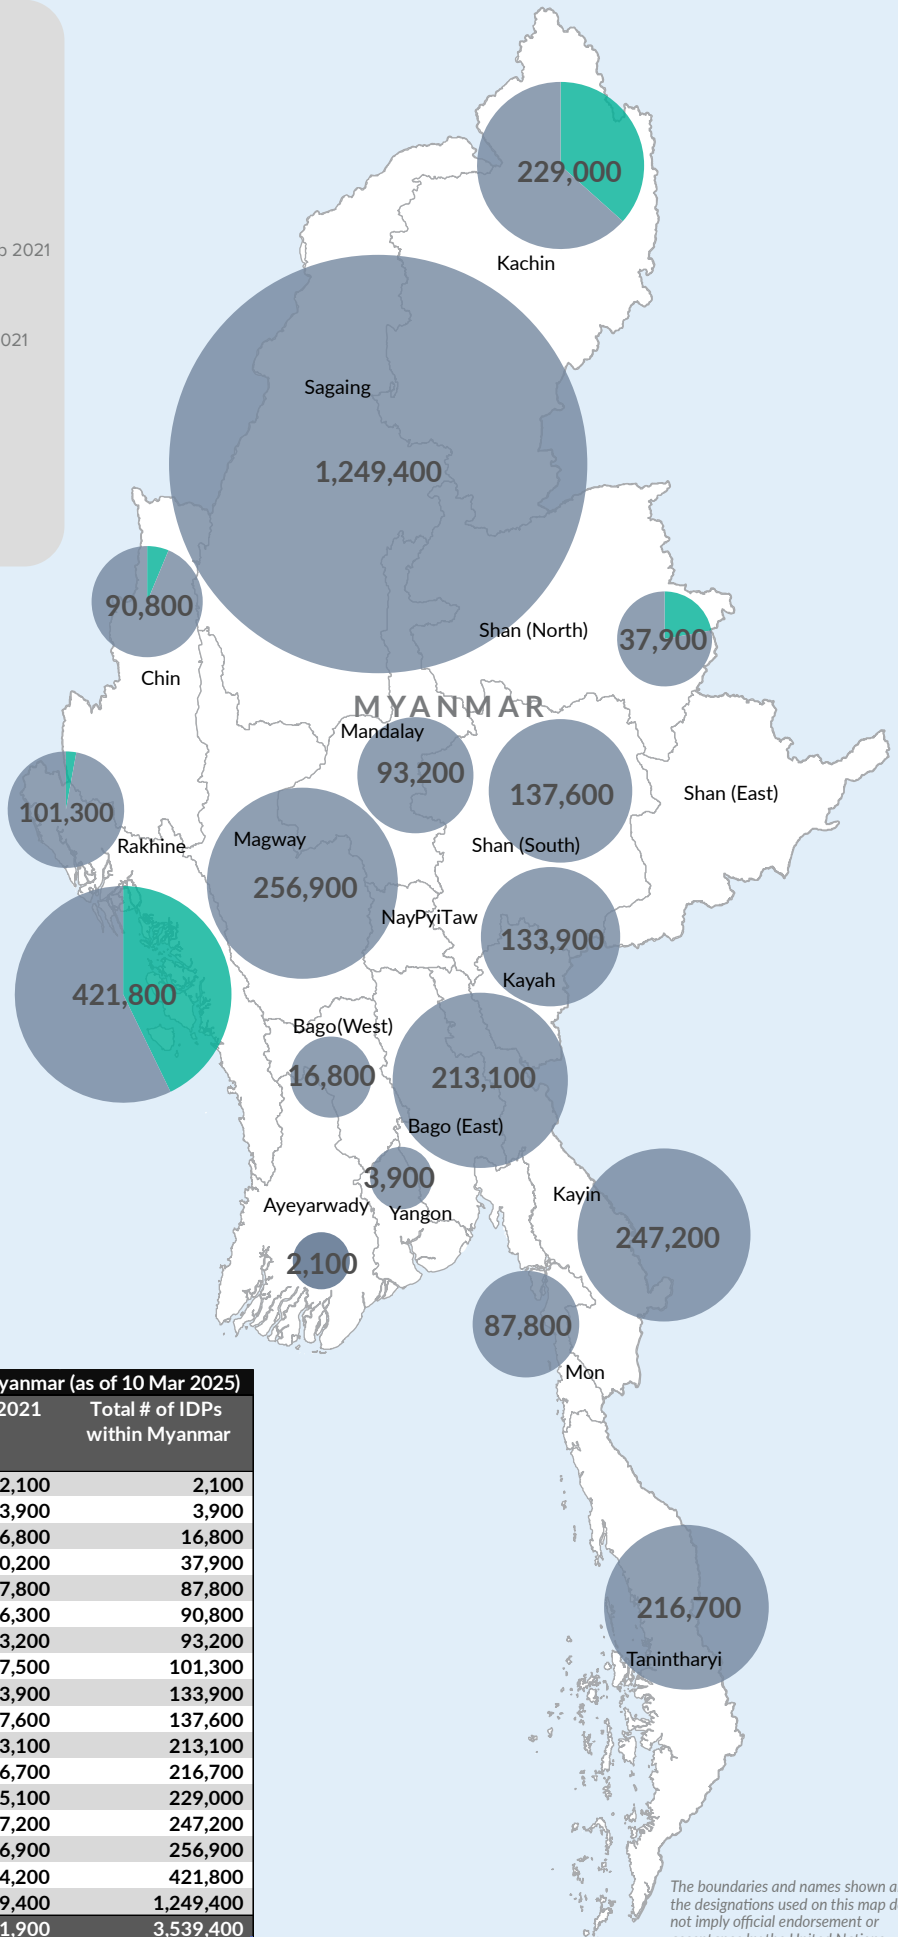 2021
021
229,000
Kachin
Sagaing
1,249,400
90,800
Chin
Shan (North)
37,900
MYANMAR
Mandalay
93,200
137,600
Shan (South)
Shan (East)
101,300
Rakhine
Magway
256,900
NayPyiTaw
133,900
Kayah
421,800
Bago(West)
16,800
213,100
Bago (East)
3,900
Yangon
Ayeyarwady
2,100
Kayin
247,200
87,800
Mon
216,700
Tanintharyi
yanmar (as of 10 Mar 2025)
2021 Total # of IDPs
within Myanmar
2,100 2,100
3,900 3,900
6,800 16,800
0,200 37,900
7,800 87,800
6,300 90,800
3,200 93,200
7,500 101,300
3,900 133,900
7,600 137,600
3,100 213,100
6,700 216,700
5,100 229,000
7,200 247,200
6,900 256,900
4,200 421,800
9,400 1,249,400
1,900 3,539,400
The boundaries and names shown a
the designations used on this map d
not imply official endorsement or